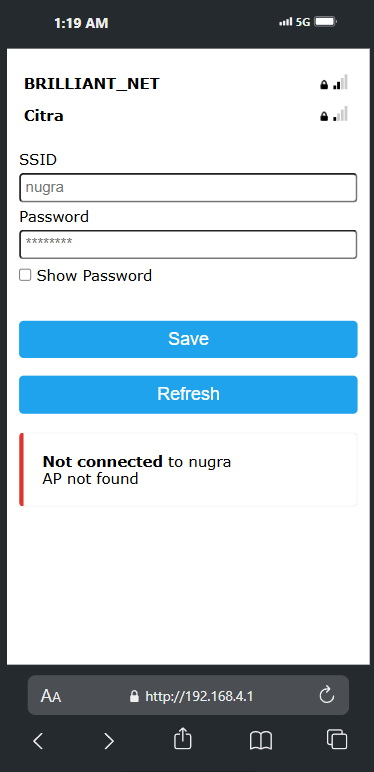 1:19 AM
5G
BRILLIANT_NET
Citra
SSID
nugra
Password
********
Show Password
Save
Refresh
Not connected to nugra
AP not found
AA
http://192.168.4.1